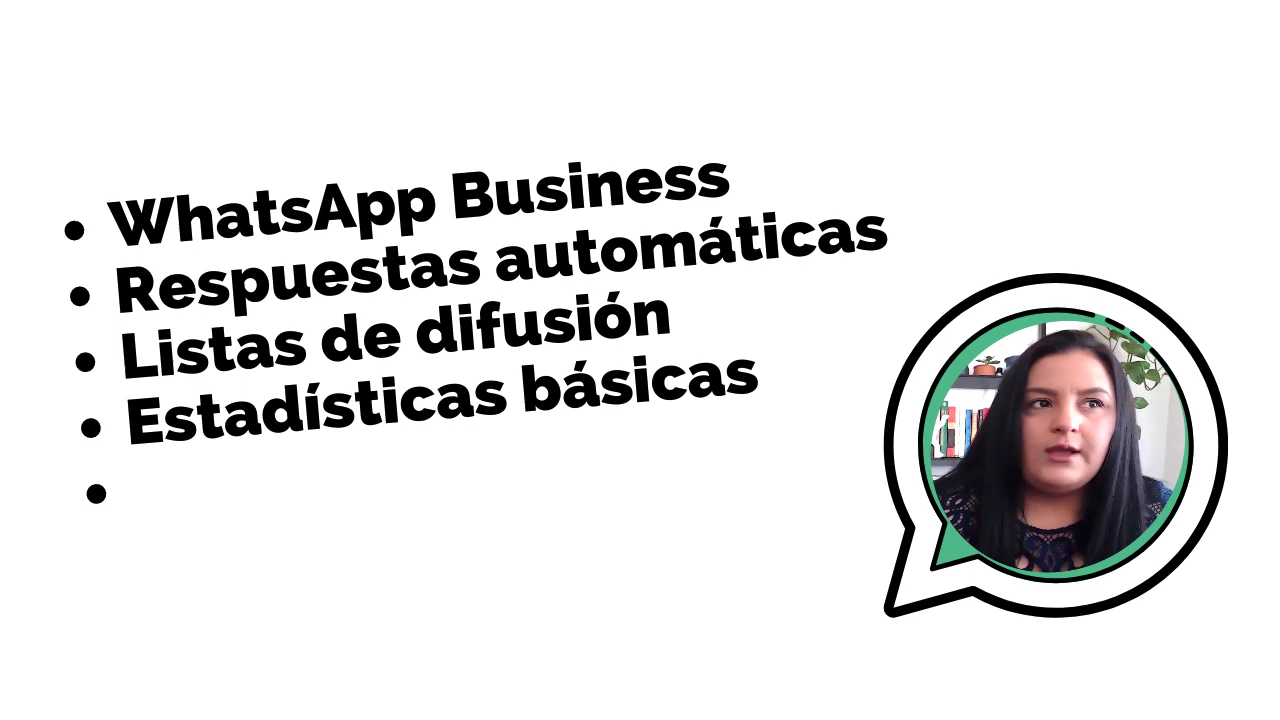 • WhatsApp Business
• Respuestas automáticas
• Listas de difusión
• Estadísticas básicas
•